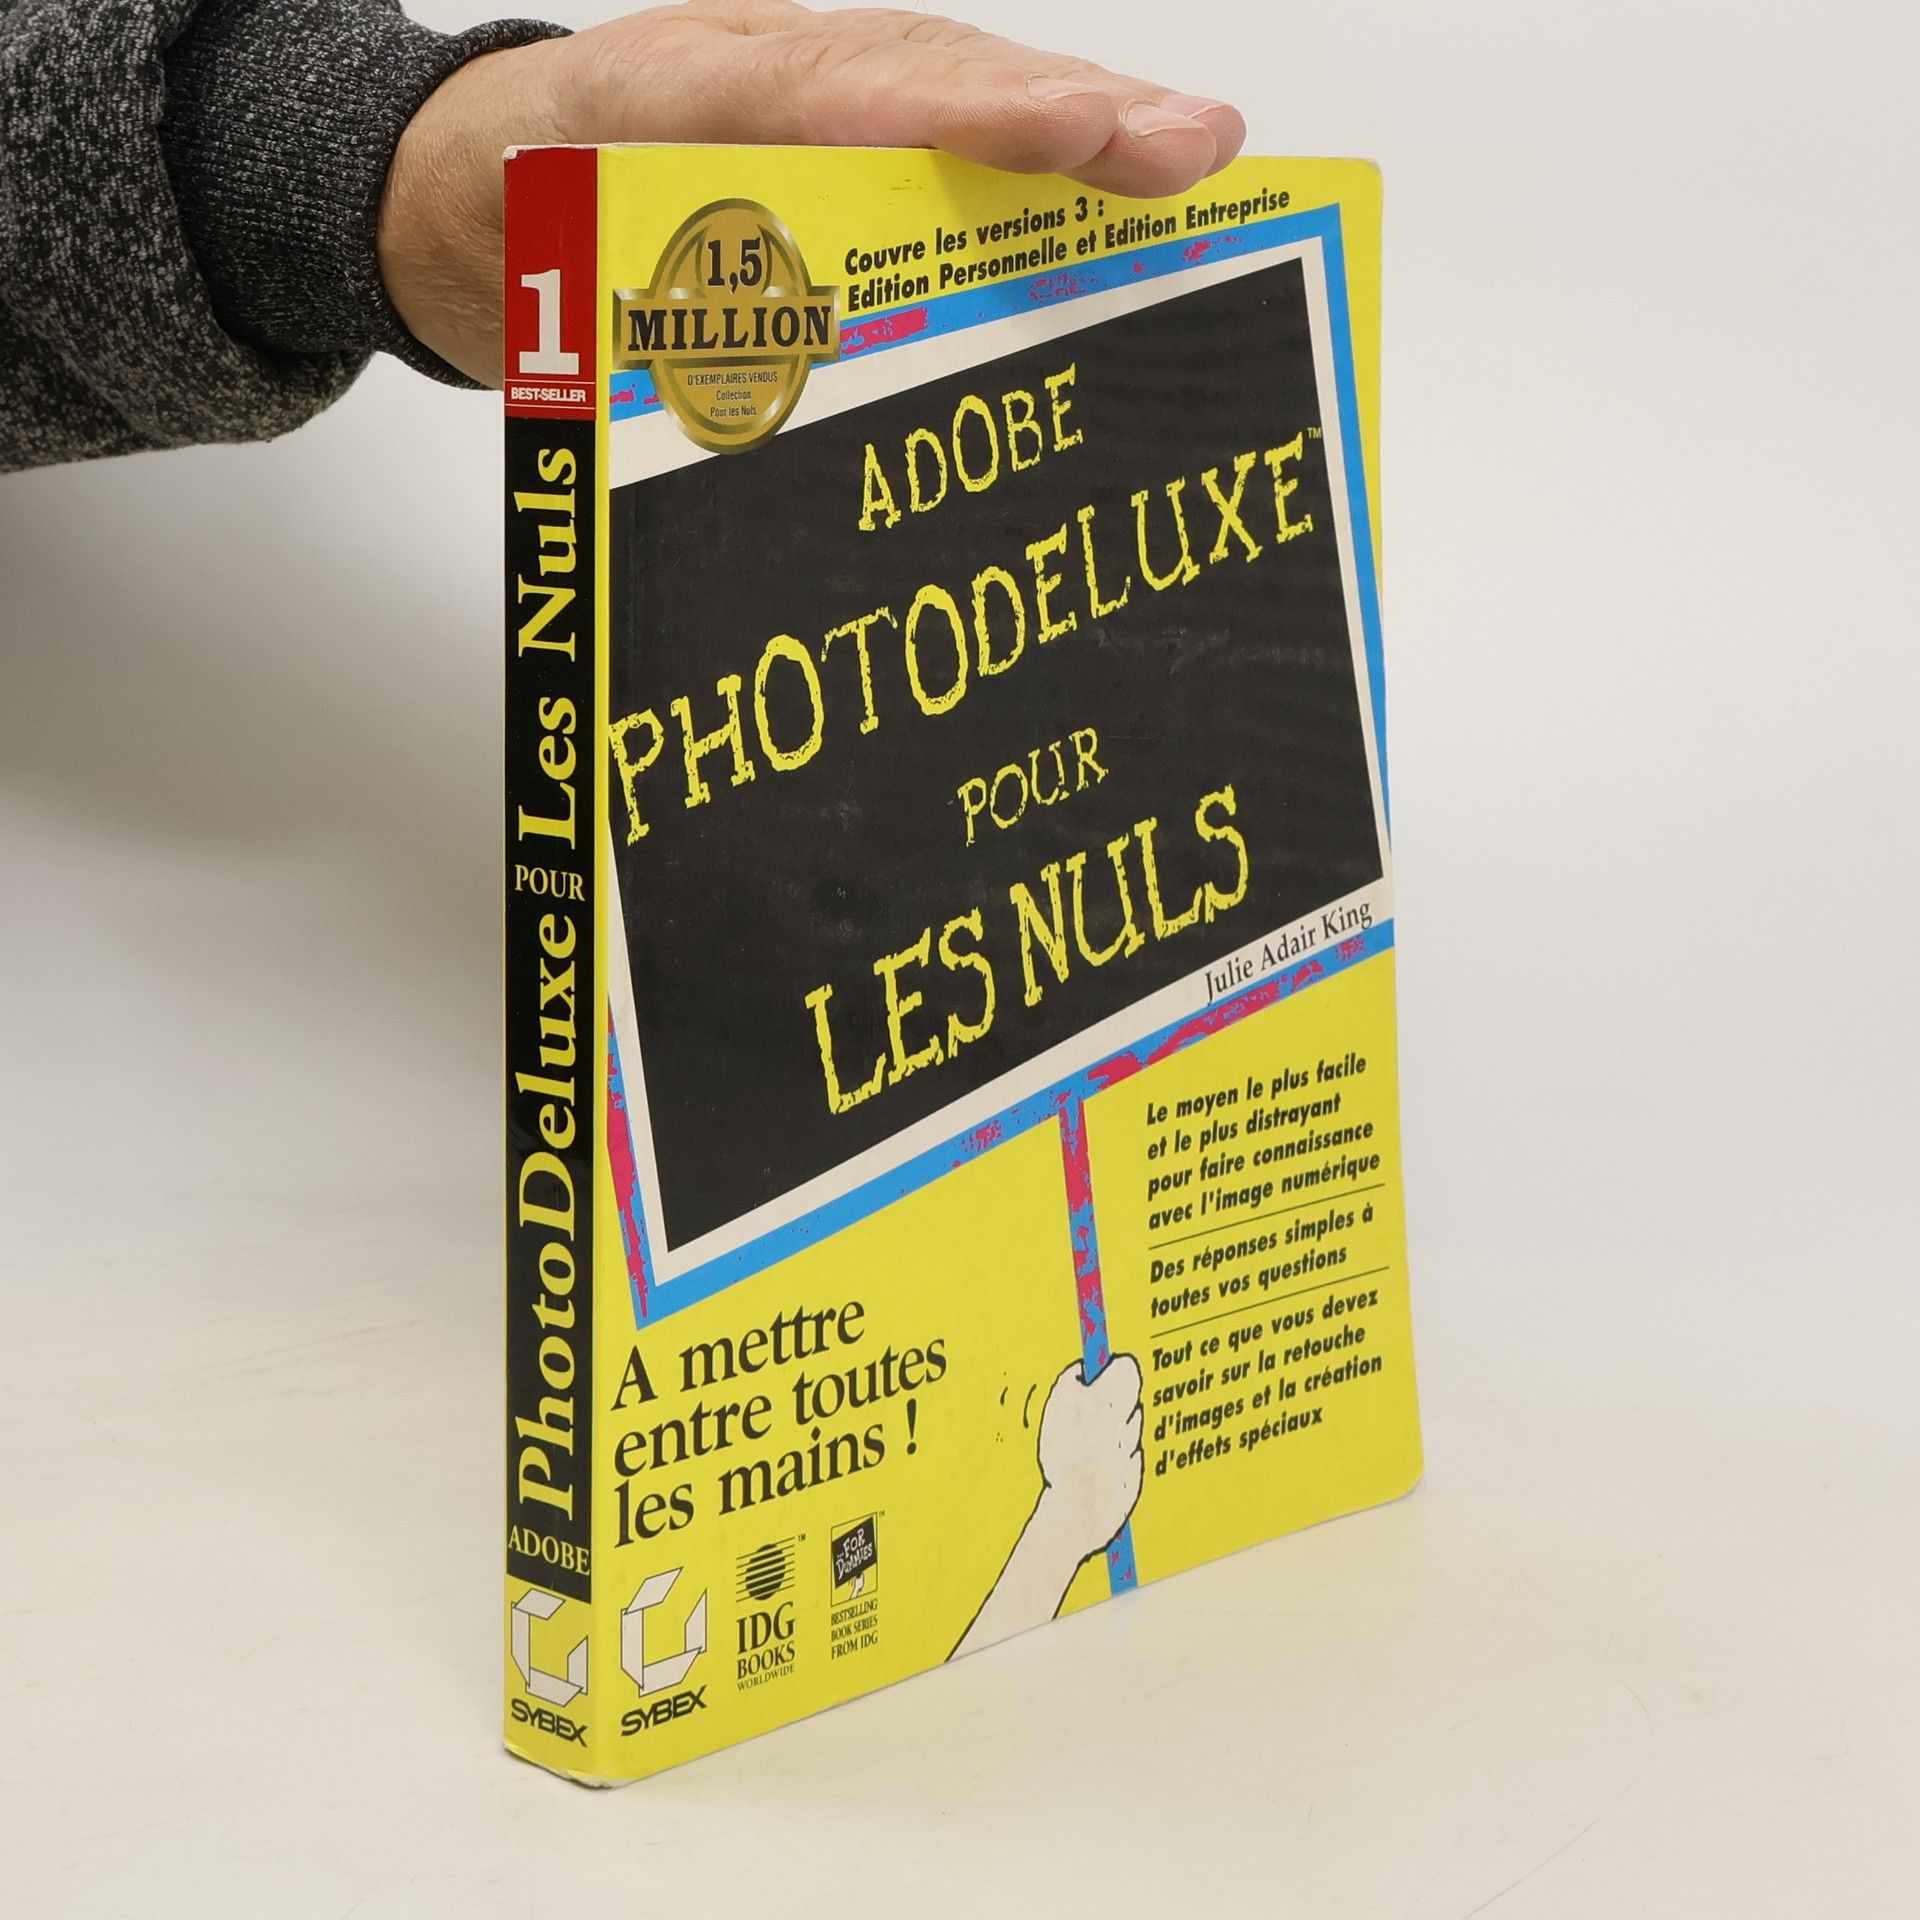 1
BEST-SELLER
ADOBE PhotoDeluxe POUR Les Nuls
SYBEX
1,5
MILLION
D'EXEMPLAIRES VENDUS
Collection
Pour les Nuls
Couvre les versions 3 :
Edition Personnelle et Edition Entreprise
ADOBE
PHOTODELUXE™
POUR
LES NULS
Julie Adair King
Le moyen le plus facile
et le plus distrayant
pour faire connaissance
avec l'image numérique
Des réponses simples à
toutes vos questions
Tout ce que vous devez
savoir sur la retouche
d'images et la création
d'effets spéciaux
A mettre
entre toutes
les mains !
SYBEX
™
IDG
BOOKS
WORLDWIDE
™
FOR
DUMMIES
BESTSELLING
BOOK SERIES
FROM IDG